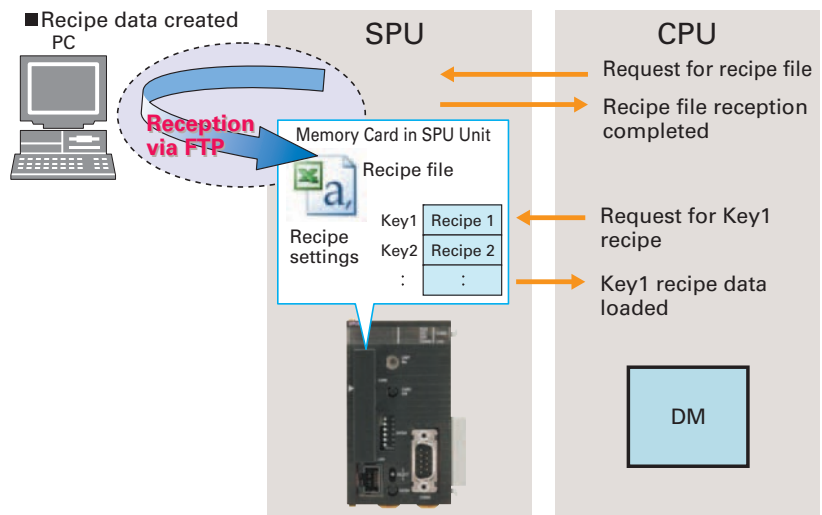 ■Recipe data created
PC
SPU
CPU
Request for recipe file
Recipe file reception
completed
Reception
via FTP
Memory Card in SPU Unit
Recipe file
a,
Recipe
settings
Key1 Recipe 1
Key2 Recipe 2
: :
Request for Key1
recipe
Key1 recipe data
loaded
DM